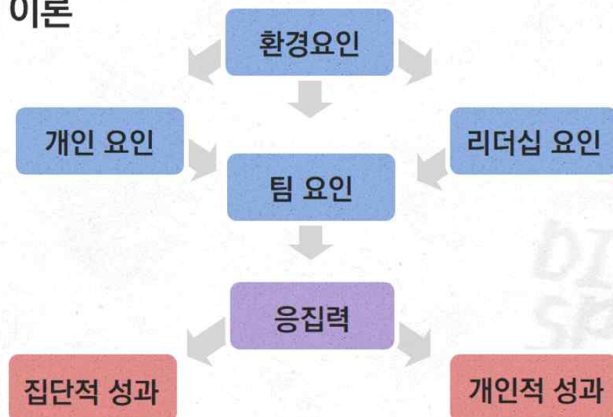 이론
환경요인
개인 요인
리더십 요인
팀 요인
응집력
집단적 성과
개인적 성과